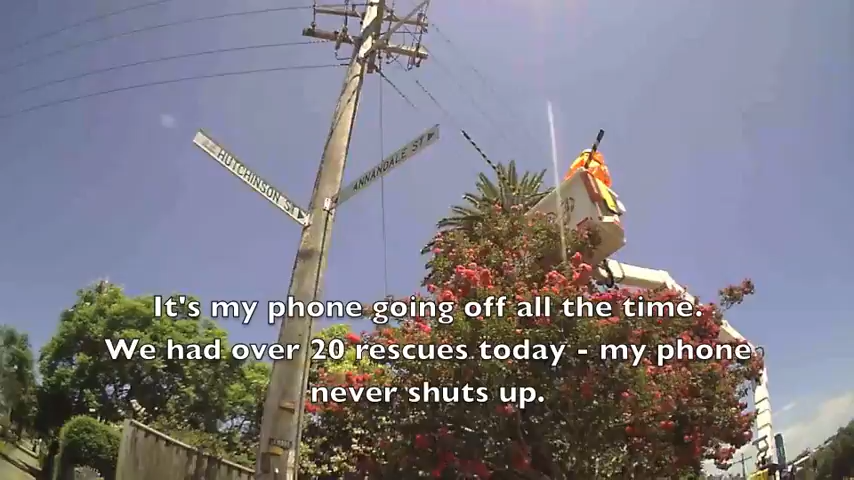 HUTCHINSON ST
ANNANDALE ST
It's my phone going off all the time.
We had over 20 rescues today - my phone
never shuts up.